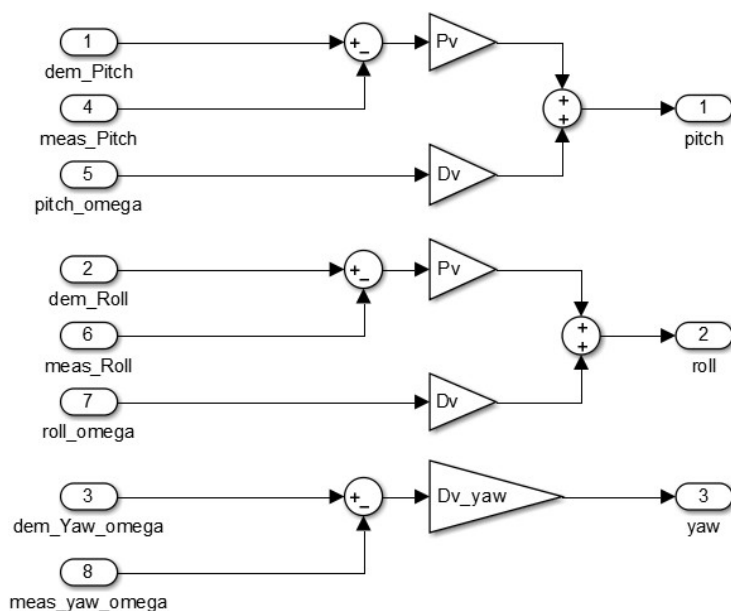 1
dem_Pitch
+
–
Pv
4
meas_Pitch
+
+
1
pitch
5
pitch_omega
Dv
2
dem_Roll
+
–
Pv
6
meas_Roll
+
+
2
roll
7
roll_omega
Dv
3
dem_Yaw_omega
+
–
Dv_yaw
3
yaw
8
meas_yaw_omega